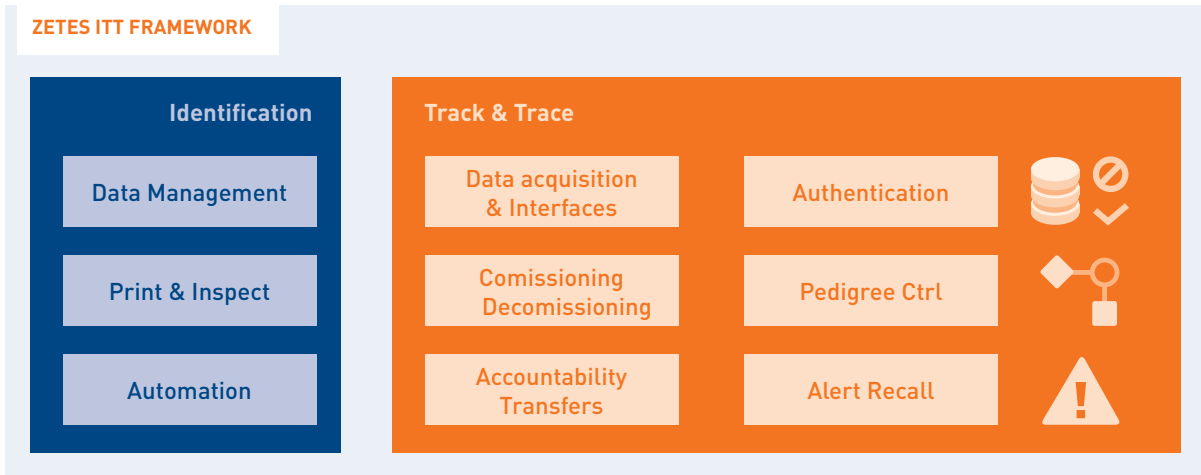 ZETES ITT FRAMEWORK
Identification
Data Management
Print & Inspect
Automation
Track & Trace
Data acquisition
& Interfaces
Authentication
Comissioning
Decomissioning
Pedigree Ctrl
Accountability
Transfers
Alert Recall
!